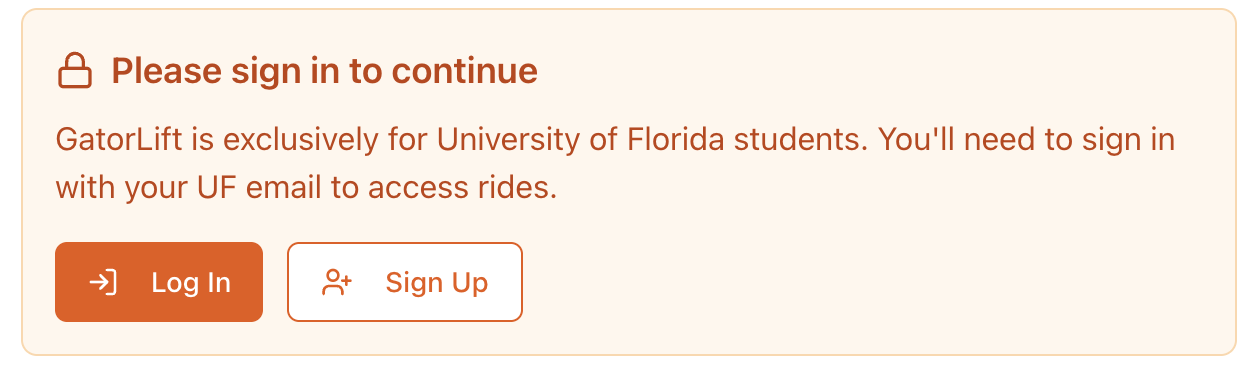 Please sign in to continue
GatorLift is exclusively for University of Florida students. You'll need to sign in
with your UF email to access rides.
Log In
Sign Up